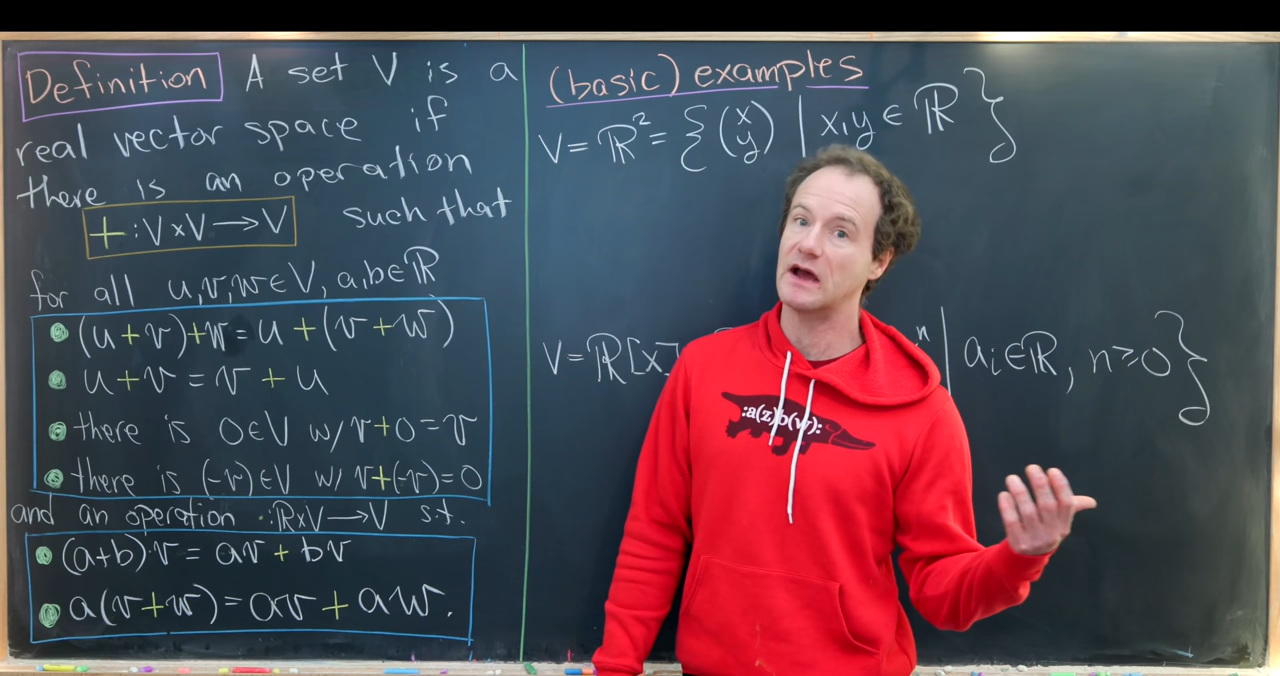 Definition A set V is a
real vector space if
there is an operation
+ : V × V → V such that
for all u, v, w ∈ V, a, b ∈ ℝ
• (u + v) + w = u + (v + w)
• u + v = v + u
• there is 0 ∈ V w/ v + 0 = v
• there is (-v) ∈ V w/ v + (-v) = 0
and an operation · : ℝ × V → V s.t.
• (a + b) · v = av + bv
• a(v + w) = av + aw.
(basic) examples
V = ℝ² = { (x y) | x, y ∈ ℝ }
V = ℝ[x] n | aᵢ ∈ ℝ, n ≥ 0 }
:a(z)b(w):